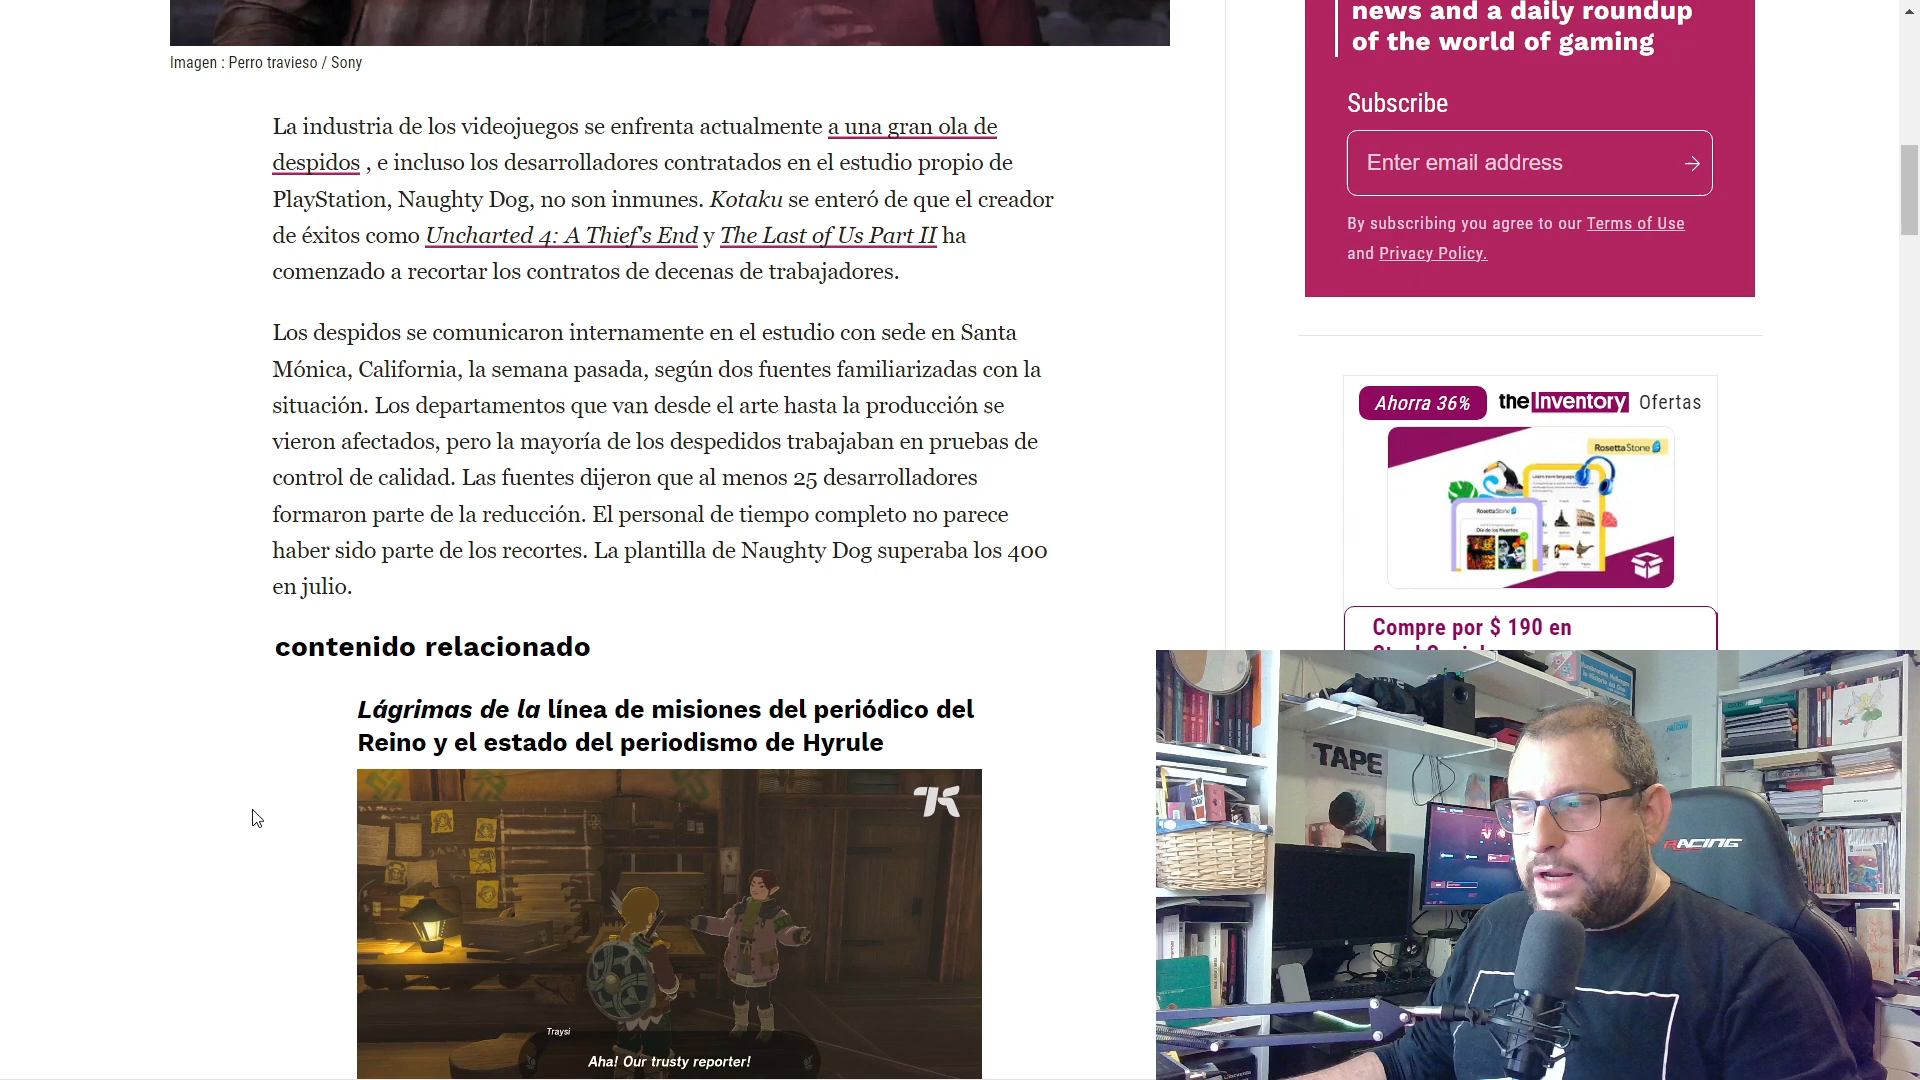 news and a daily roundup
of the world of gaming
Imagen : Perro travieso / Sony
Subscribe
Enter email address
By subscribing you agree to our Terms of Use
and Privacy Policy.
La industria de los videojuegos se enfrenta actualmente a una gran ola de
despidos , e incluso los desarrolladores contratados en el estudio propio de
PlayStation, Naughty Dog, no son inmunes. Kotaku se enteró de que el creador
de éxitos como Uncharted 4: A Thief's End y The Last of Us Part II ha
comenzado a recortar los contratos de decenas de trabajadores.
Los despidos se comunicaron internamente en el estudio con sede en Santa
Mónica, California, la semana pasada, según dos fuentes familiarizadas con la
situación. Los departamentos que van desde el arte hasta la producción se
vieron afectados, pero la mayoría de los despedidos trabajaban en pruebas de
control de calidad. Las fuentes dijeron que al menos 25 desarrolladores
formaron parte de la reducción. El personal de tiempo completo no parece
haber sido parte de los recortes. La plantilla de Naughty Dog superaba los 400
en julio.
Ahorra 36% theInventory Ofertas
RosettaStone
RosettaStone
Día de los Muertos
Compre por $ 190 en
contenido relacionado
Lágrimas de la línea de misiones del periódico del
Reino y el estado del periodismo de Hyrule
Traysi
Aha! Our trusty reporter!
TAPE
RACING